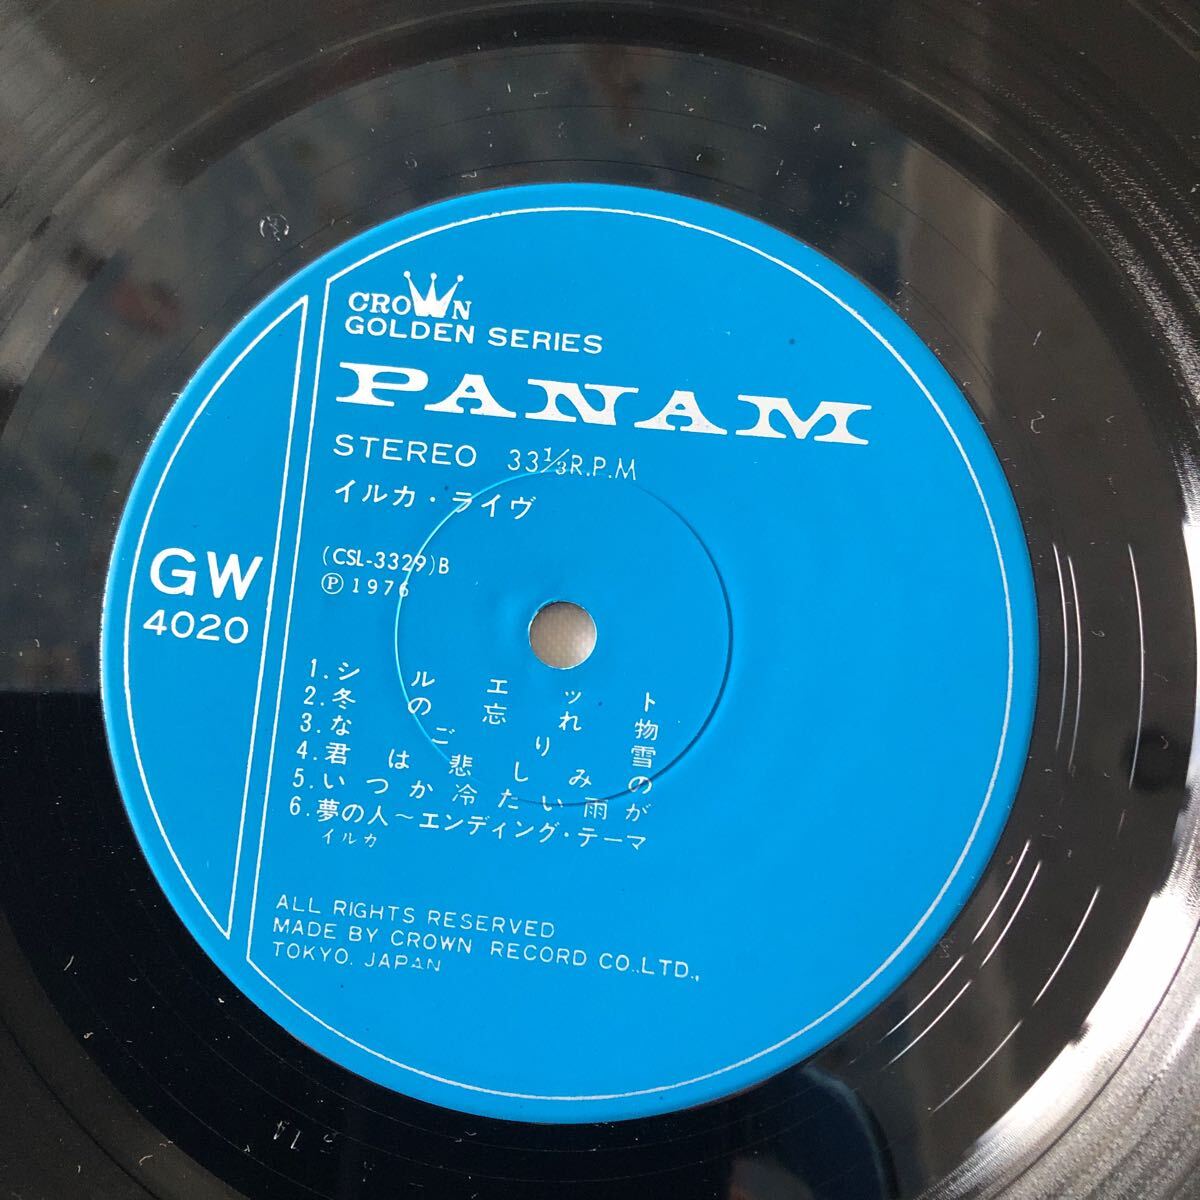 CROWN
GOLDEN SERIES
PANAM
STEREO 33⅓R.P.M
イルカ・ライヴ
(CSL-3329)B
Ⓟ1976
GW
4020
1.シルエット
2.冬の忘れ物
3.なごり雪
4.君は悲しみの
5.いつか冷たい雨が
6.夢の人〜エンディング・テーマ
イルカ
ALL RIGHTS RESERVED
MADE BY CROWN RECORD CO.,LTD.,
TOKYO. JAPAN